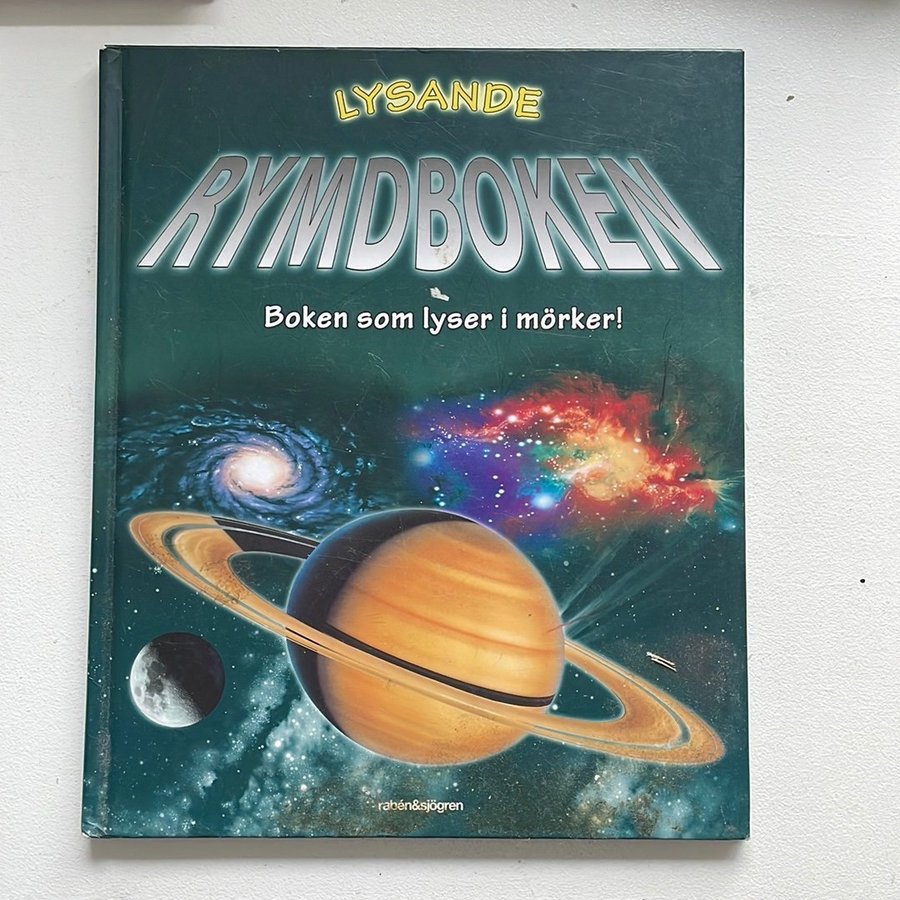 LYSANDE
RYMDBOKEN
Boken som lyser i mörker!
rabén&sjögren